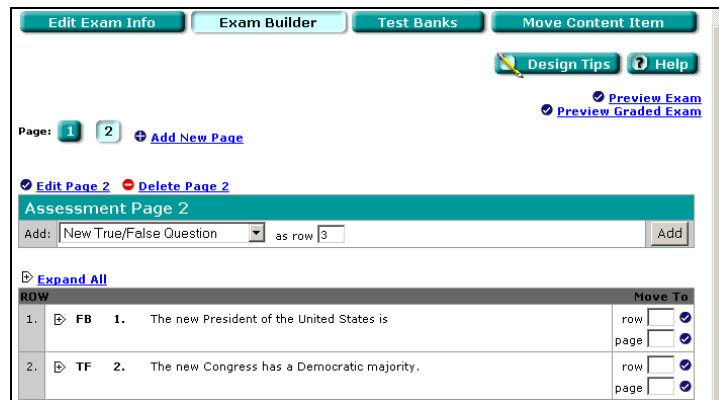 Edit Exam Info Exam Builder Test Banks Move Content Item
Design Tips ? Help
Preview Exam
Preview Graded Exam
Page: 1 2 Add New Page
Edit Page 2 Delete Page 2
Assessment Page 2
Add: New True/False Question as row 3 Add
Expand All
ROW Move To
1. FB 1. The new President of the United States is row
page
2. TF 2. The new Congress has a Democratic majority. row
page